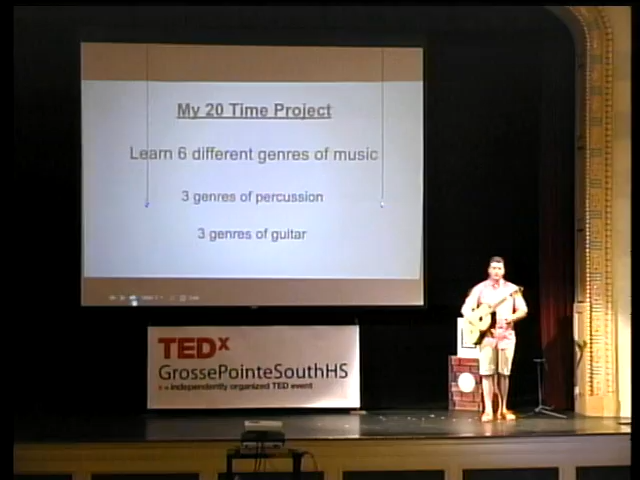 My 20 Time Project
Learn 6 different genres of music
3 genres of percussion
3 genres of guitar
TEDx
GrossePointeSouthHS
x = independently organized TED event